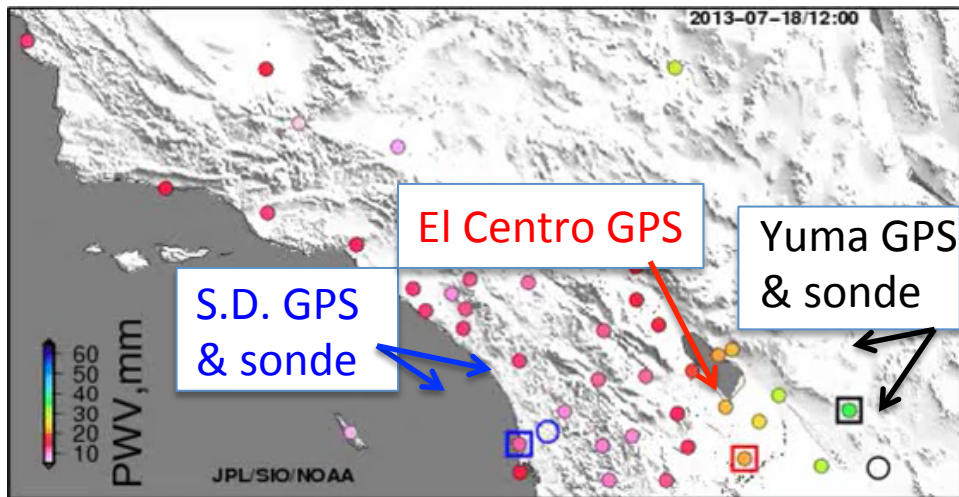 2013-07-18/12:00
El Centro GPS
Yuma GPS
& sonde
S.D. GPS
& sonde
60
50
40
30
20
10
PWV,mm
JPL/SIO/NOAA